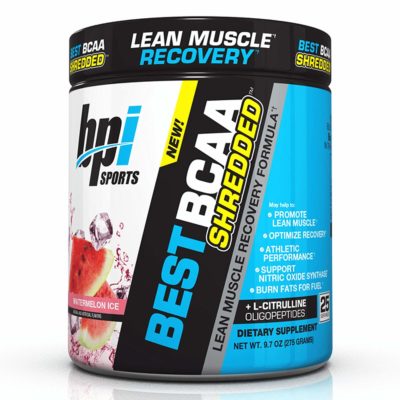 LEAN MUSCLE
RECOVERY
BEST BCAA
SHREDDED™
BEST BCAA
SHREDDED
bpi
SPORTS
NEW!
BEST BCAA
SHREDDED™
LEAN MUSCLE RECOVERY FORMULA
WATERMELON ICE
May help to:
• PROMOTE
LEAN MUSCLE
• OPTIMIZE RECOVERY
• ATHLETIC
PERFORMANCE
• SUPPORT
NITRIC OXIDE SYNTHASE
• BURN FATS FOR FUEL
+ L-CITRULLINE
OLIGOPEPTIDES
25
DIETARY SUPPLEMENT
NET WT. 9.7 OZ (275 GRAMS)